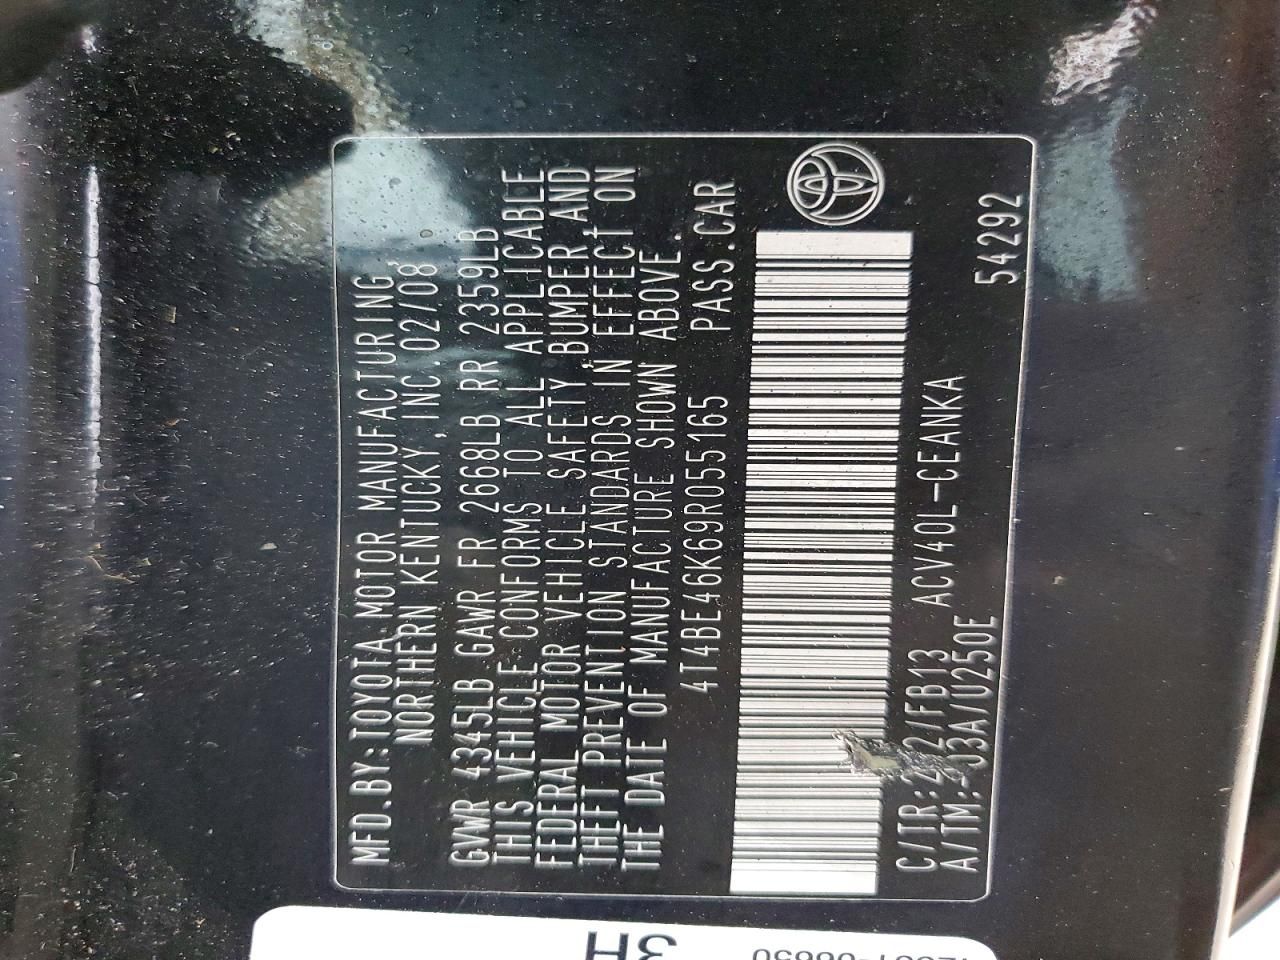 MFD.BY:TOYOTA MOTOR MANUFACTURING,
NORTHERN KENTUCKY,INC.02/08
GVWR 4345LB GAWR FR 2668LB RR 2359LB
THIS VEHICLE CONFORMS TO ALL APPLICABLE
FEDERAL MOTOR VEHICLE SAFETY,BUMPER,AND
THEFT PREVENTION STANDARDS IN EFFECT ON
THE DATE OF MANUFACTURE SHOWN ABOVE.
4T4BE46K69R055165 PASS.CAR
ACV40L-CEANKA
54292
3H